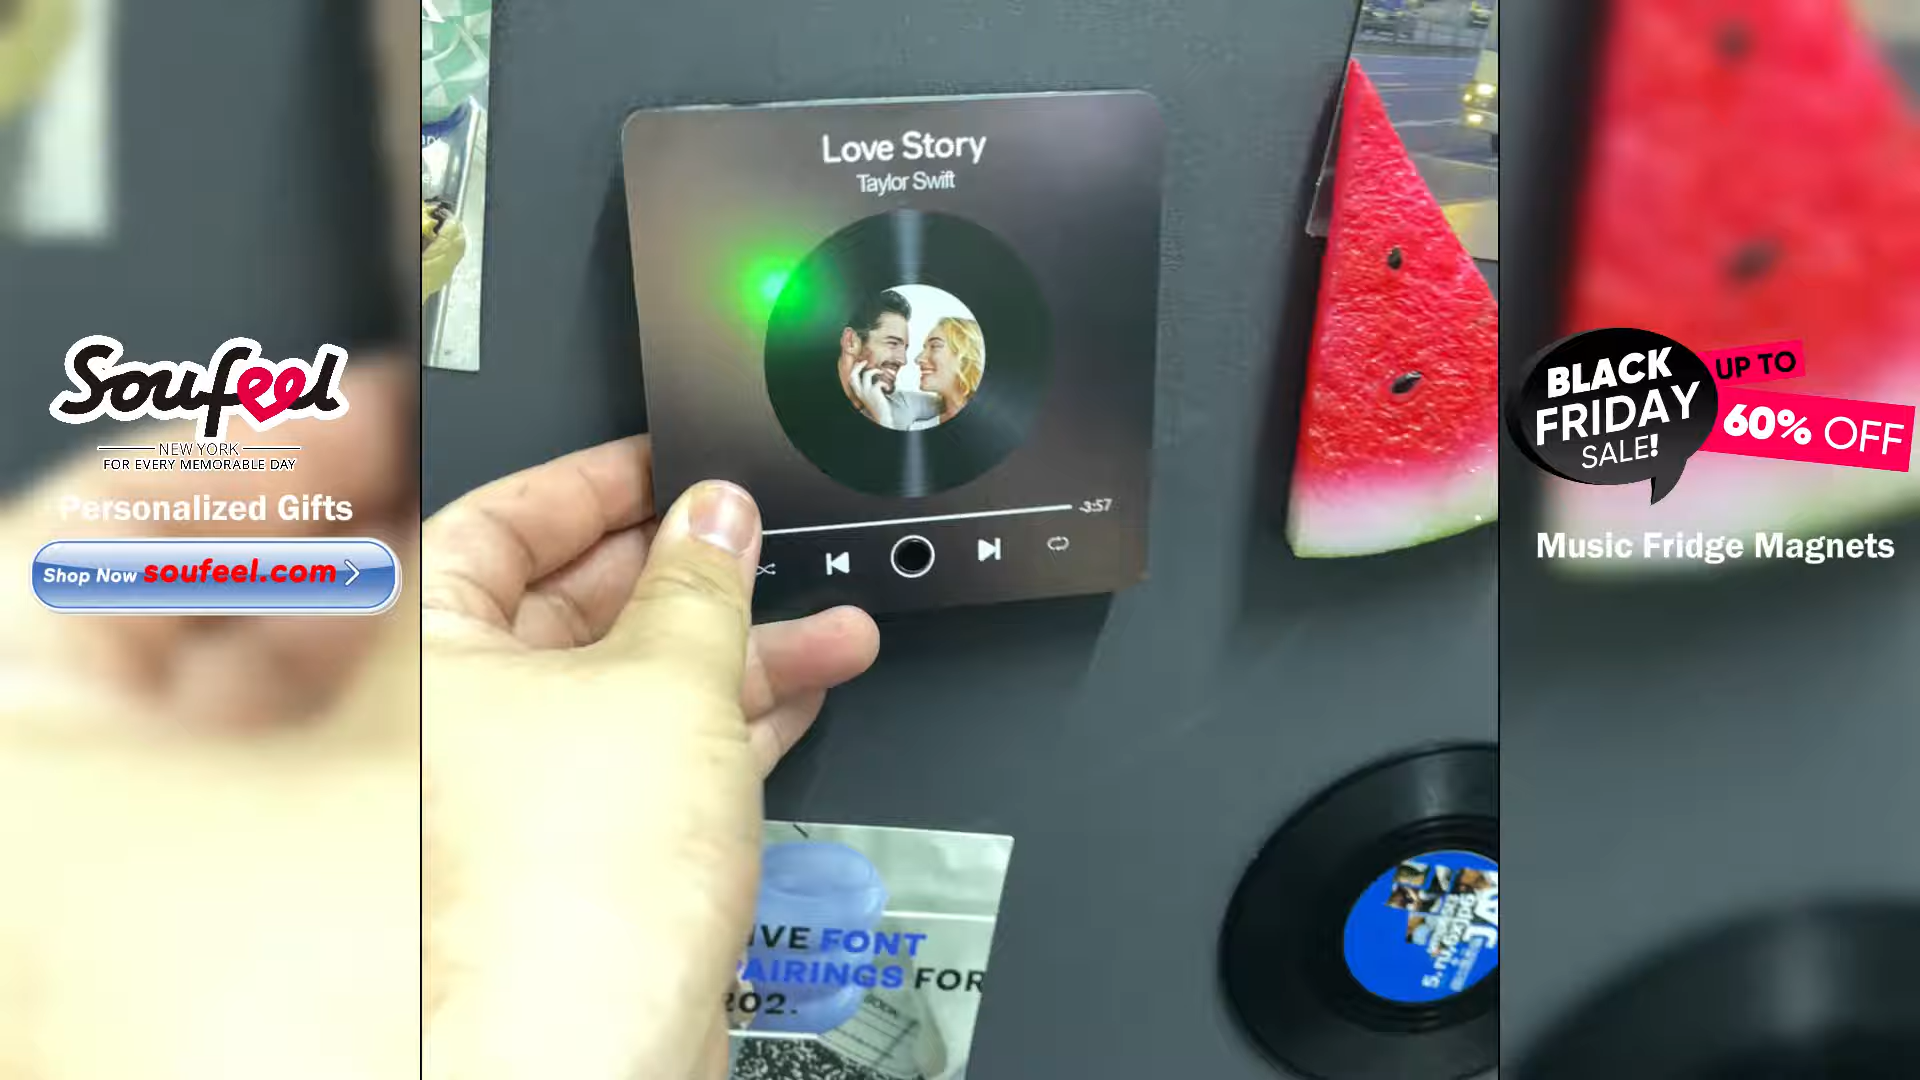 Soufeel
NEW YORK
FOR EVERY MEMORABLE DAY
Personalized Gifts
Shop Now soufeel.com
Love Story
Taylor Swift
-3:57
IVE FONT
PAIRINGS FOR
202.
BLACK
FRIDAY
SALE!
UP TO
60% OFF
Music Fridge Magnets